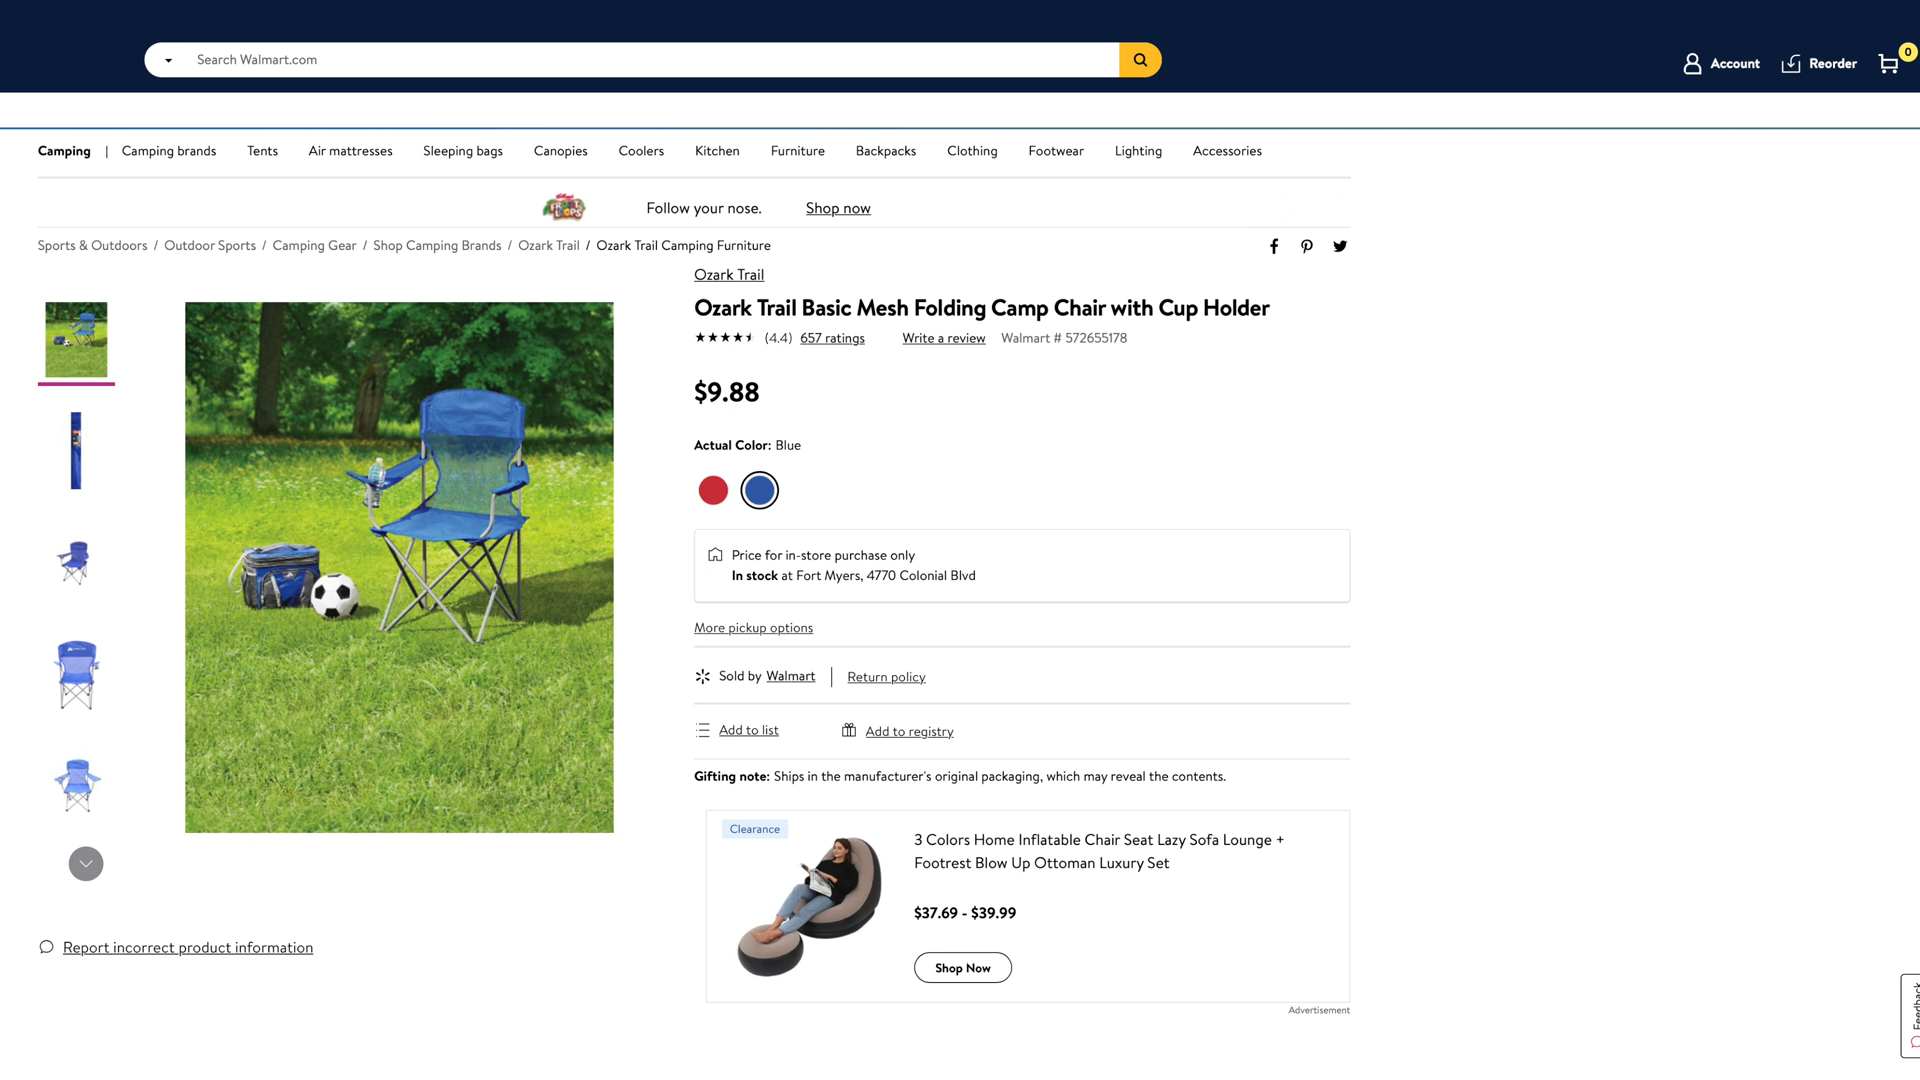 Search Walmart.com
Account
Reorder
0
Camping | Camping brands Tents Air mattresses Sleeping bags Canopies Coolers Kitchen Furniture Backpacks Clothing Footwear Lighting Accessories
FROOT LOOPS
Follow your nose. Shop now
Sports & Outdoors / Outdoor Sports / Camping Gear / Shop Camping Brands / Ozark Trail / Ozark Trail Camping Furniture
Ozark Trail
Ozark Trail Basic Mesh Folding Camp Chair with Cup Holder
(4.4) 657 ratings Write a review Walmart # 572655178
$9.88
Actual Color: Blue
Price for in-store purchase only
In stock at Fort Myers, 4770 Colonial Blvd
More pickup options
Sold by Walmart | Return policy
Add to list Add to registry
Gifting note: Ships in the manufacturer's original packaging, which may reveal the contents.
Clearance
3 Colors Home Inflatable Chair Seat Lazy Sofa Lounge +
Footrest Blow Up Ottoman Luxury Set
$37.69 - $39.99
Shop Now
Advertisement
Report incorrect product information
Feedback